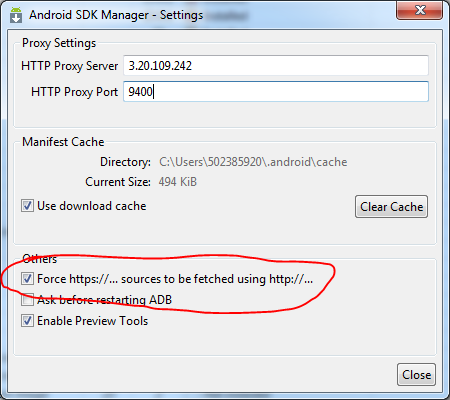 Android SDK Manager - Settings
Proxy Settings
HTTP Proxy Server 3.20.109.242
HTTP Proxy Port 9400
Manifest Cache
Directory: C:\Users\502385920\.android\cache
Current Size: 494 KiB
Use download cache Clear Cache
Others
Force https://... sources to be fetched using http://...
Ask before restarting ADB
Enable Preview Tools
Close